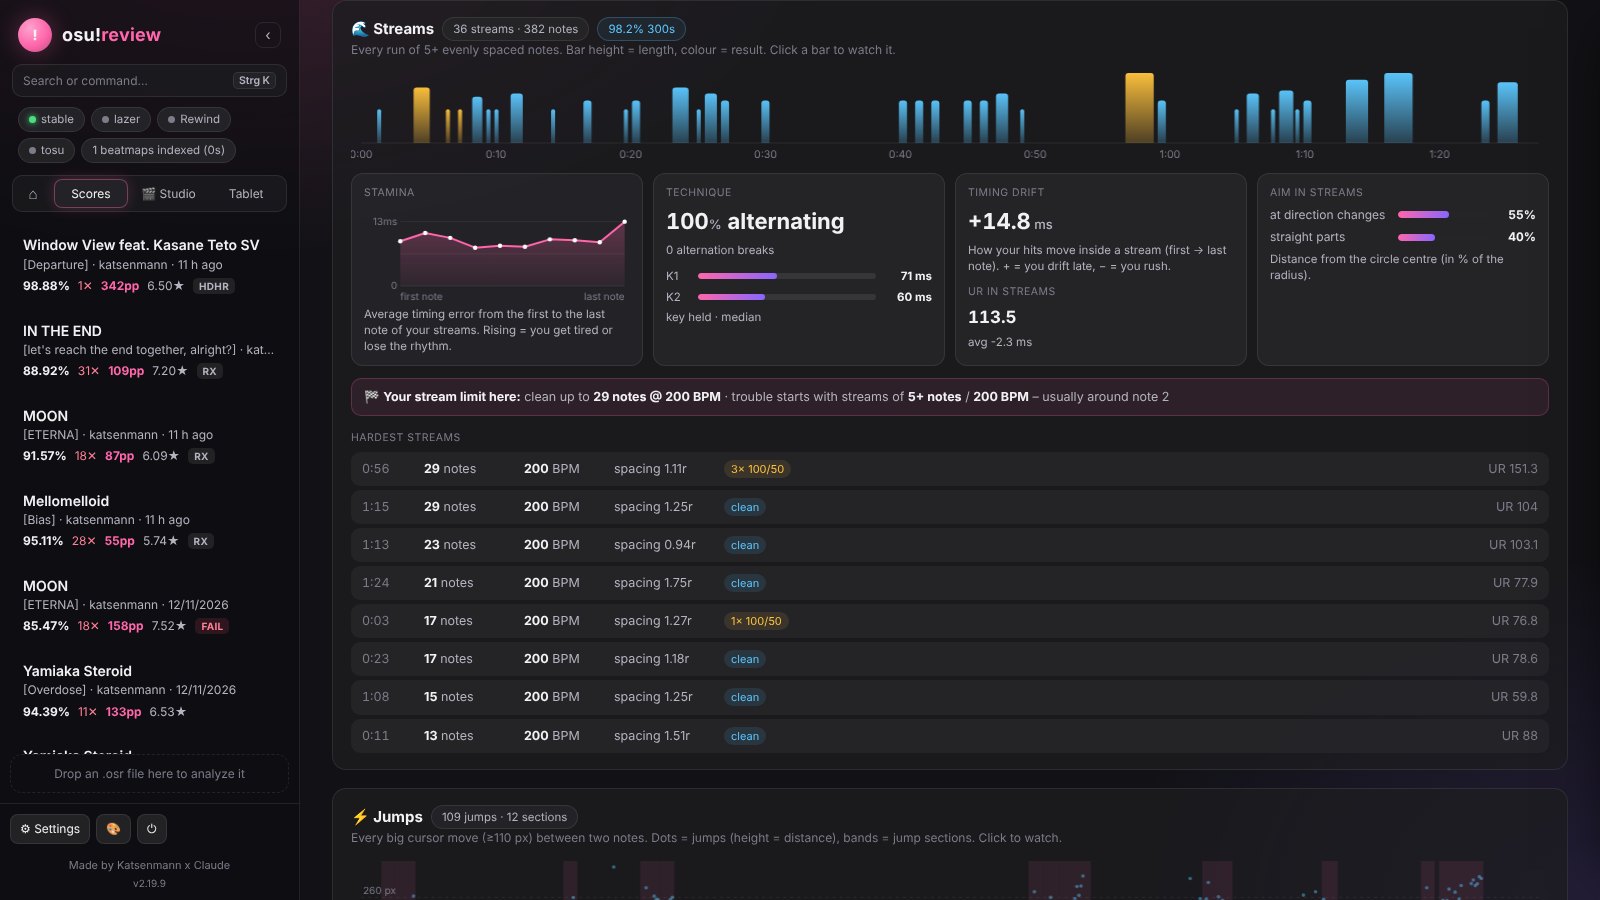 ! osu!review ‹
Search or command... Strg K
stable lazer Rewind
tosu 1 beatmaps indexed (0s)
Scores Studio Tablet
Window View feat. Kasane Teto SV
[Departure] · katsenmann · 11 h ago
98.88% 1× 342pp 6.50★ HDHR
IN THE END
[let's reach the end together, alright?] · kat...
88.92% 31× 109pp 7.20★ RX
MOON
[ETERNA] · katsenmann · 11 h ago
91.57% 18× 87pp 6.09★ RX
Mellomelloid
[Bias] · katsenmann · 11 h ago
95.11% 28× 55pp 5.74★ RX
MOON
[ETERNA] · katsenmann · 12/11/2026
85.47% 18× 158pp 7.52★ FAIL
Yamiaka Steroid
[Overdose] · katsenmann · 12/11/2026
94.39% 11× 133pp 6.53★
Drop an .osr file here to analyze it
Settings
Made by Katsenmann x Claude
v2.19.9
Streams 36 streams · 382 notes 98.2% 300s
Every run of 5+ evenly spaced notes. Bar height = length, colour = result. Click a bar to watch it.
0:00 0:10 0:20 0:30 0:40 0:50 1:00 1:10 1:20
STAMINA
13ms
0
first note last note
Average timing error from the first to the last
note of your streams. Rising = you get tired or
lose the rhythm.
TECHNIQUE
100% alternating
0 alternation breaks
K1 71 ms
K2 60 ms
key held · median
TIMING DRIFT
+14.8 ms
How your hits move inside a stream (first → last
note). + = you drift late, − = you rush.
UR IN STREAMS
113.5
avg -2.3 ms
AIM IN STREAMS
at direction changes 55%
straight parts 40%
Distance from the circle centre (in % of the
radius).
Your stream limit here: clean up to 29 notes @ 200 BPM · trouble starts with streams of 5+ notes / 200 BPM – usually around note 2
HARDEST STREAMS
0:56 29 notes 200 BPM spacing 1.11r 3× 100/50 UR 151.3
1:15 29 notes 200 BPM spacing 1.25r clean UR 104
1:13 23 notes 200 BPM spacing 0.94r clean UR 103.1
1:24 21 notes 200 BPM spacing 1.75r clean UR 77.9
0:03 17 notes 200 BPM spacing 1.27r 1× 100/50 UR 76.8
0:23 17 notes 200 BPM spacing 1.18r clean UR 78.6
1:08 15 notes 200 BPM spacing 1.25r clean UR 59.8
0:11 13 notes 200 BPM spacing 1.51r clean UR 88
Jumps 109 jumps · 12 sections
Every big cursor move (≥110 px) between two notes. Dots = jumps (height = distance), bands = jump sections. Click to watch.
260 px